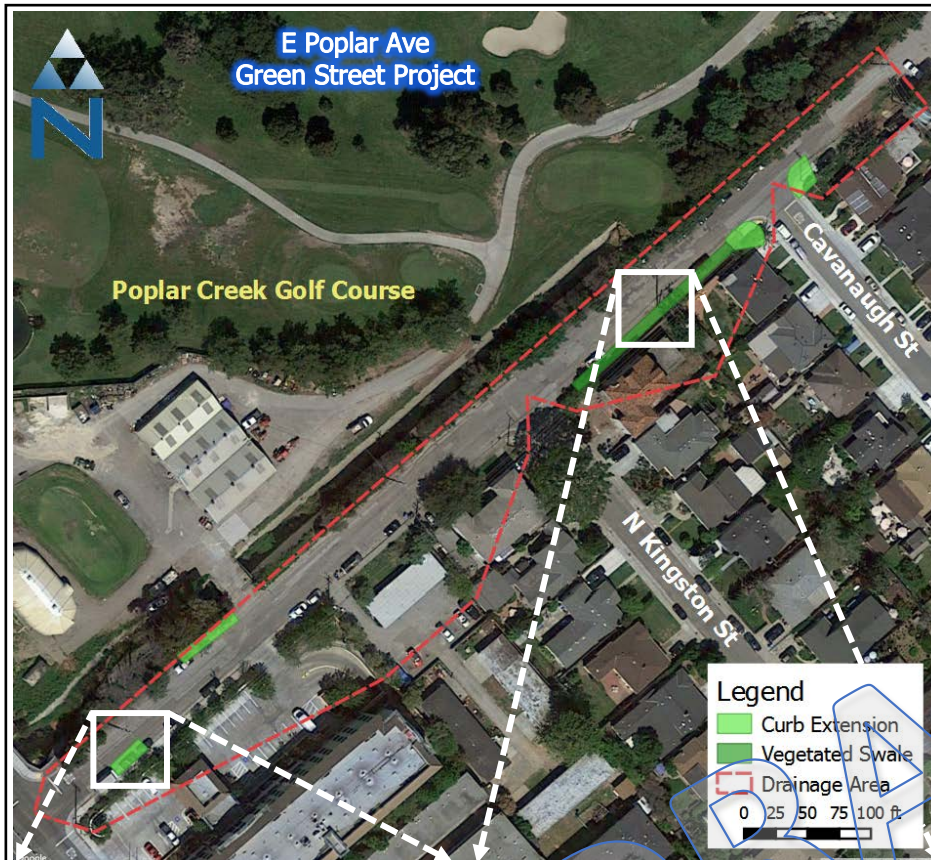 E Poplar Ave
Green Street Project
N
Poplar Creek Golf Course
Cavanaugh St
N Kingston St
Legend
Curb Extension
Vegetated Swale
Drainage Area
0 25 50 75 100 ft